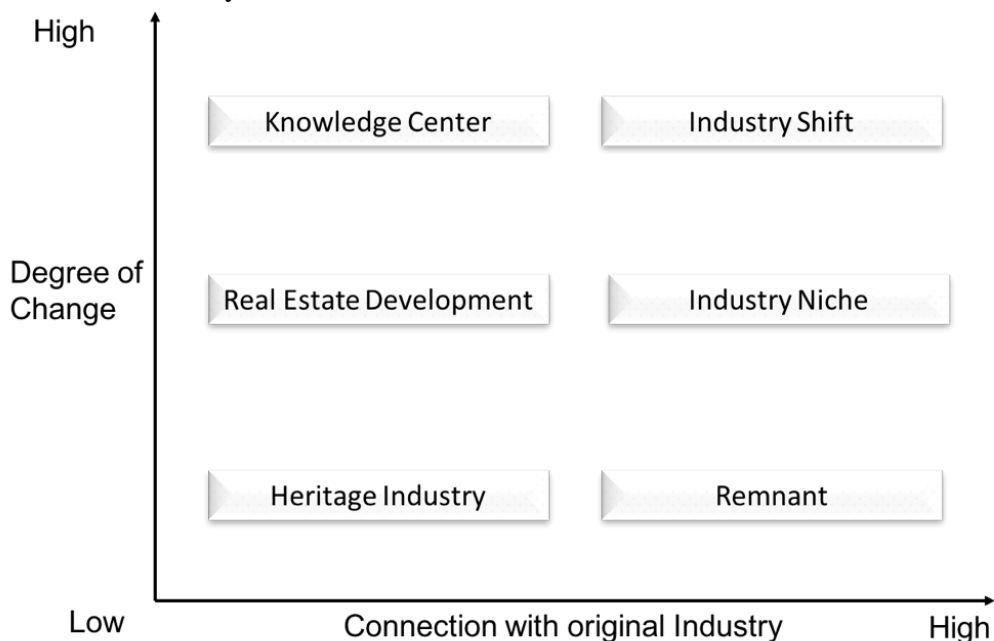 High
Knowledge Center
Industry Shift
Degree of
Change
Real Estate Development
Industry Niche
Heritage Industry
Remnant
Low
Connection with original Industry
High